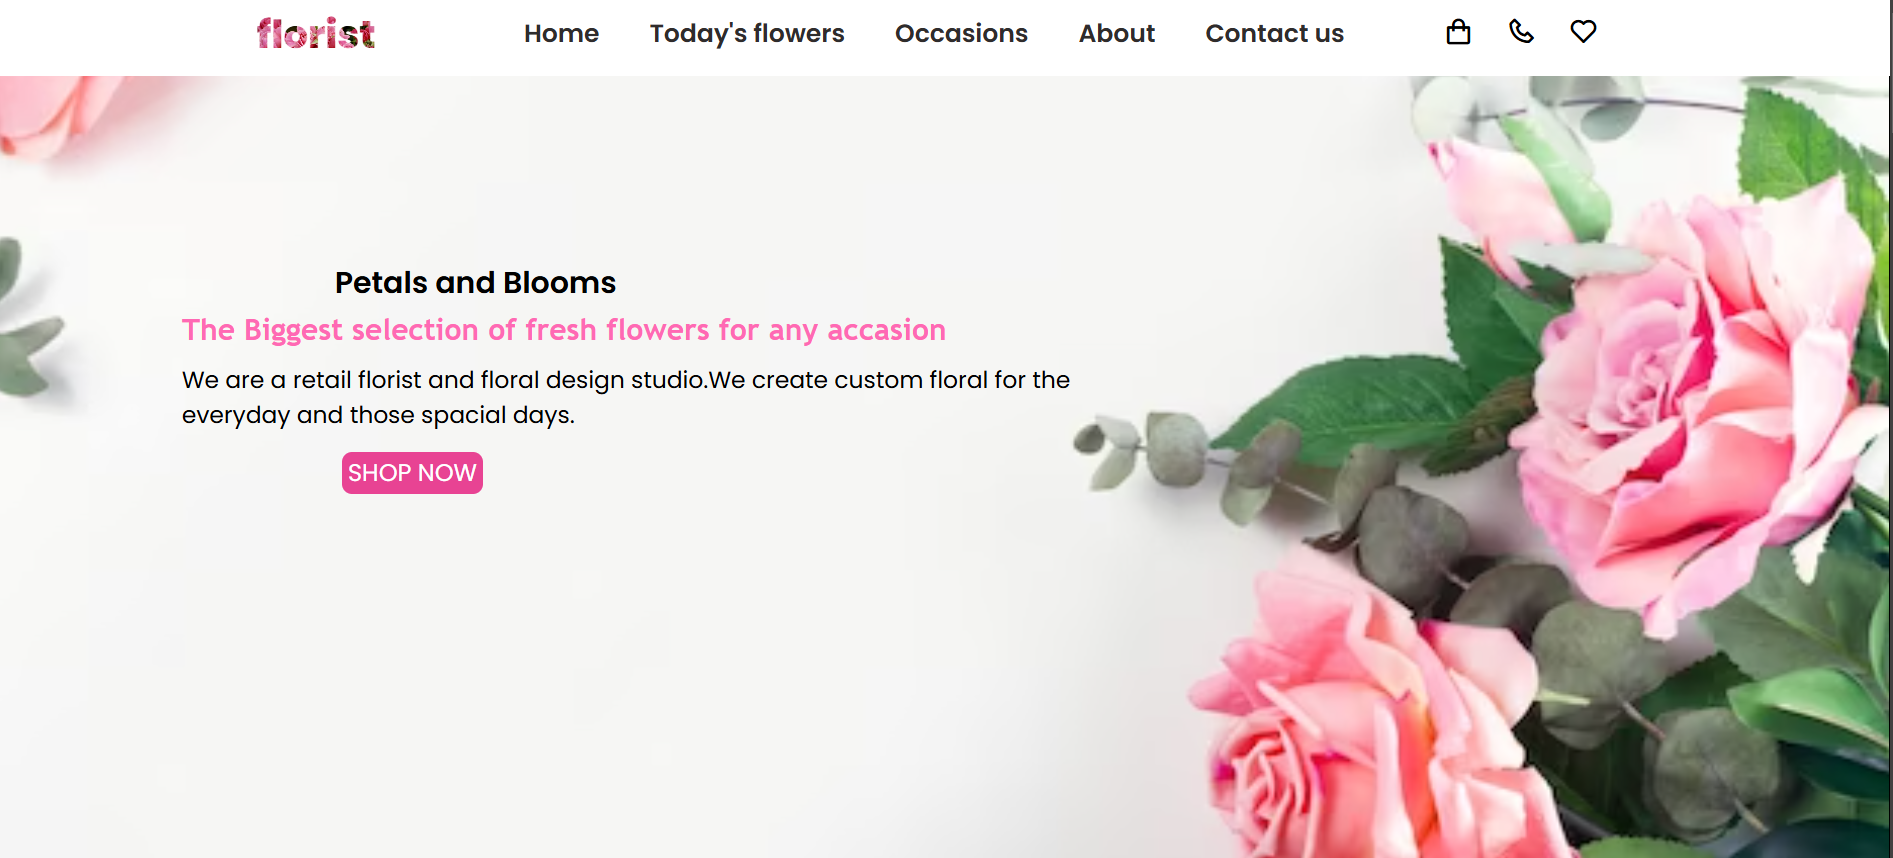 florist
Home Today's flowers Occasions About Contact us
Petals and Blooms
The Biggest selection of fresh flowers for any accasion
We are a retail florist and floral design studio.We create custom floral for the
everyday and those spacial days.
SHOP NOW